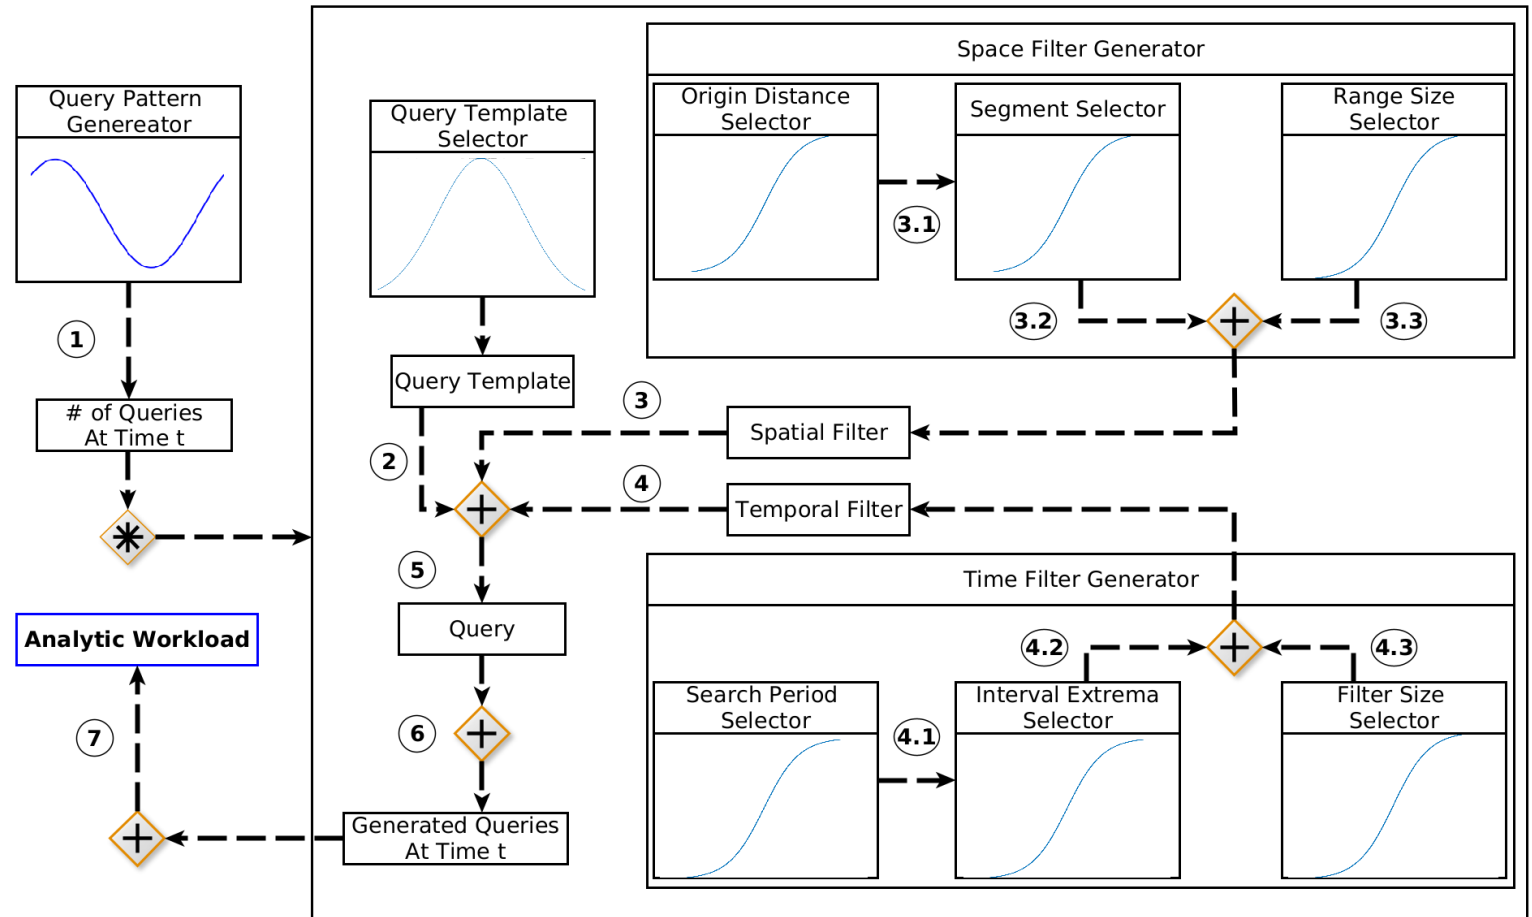 Query Pattern
Genereator
1
# of Queries
At Time t
Analytic Workload
7
Query Template
Selector
Query Template
2
3
4
5
Query
6
Generated Queries
At Time t
Space Filter Generator
Origin Distance
Selector
3.1
Segment Selector
Range Size
Selector
3.2
3.3
Spatial Filter
Temporal Filter
Time Filter Generator
4.2
4.3
Search Period
Selector
4.1
Interval Extrema
Selector
Filter Size
Selector